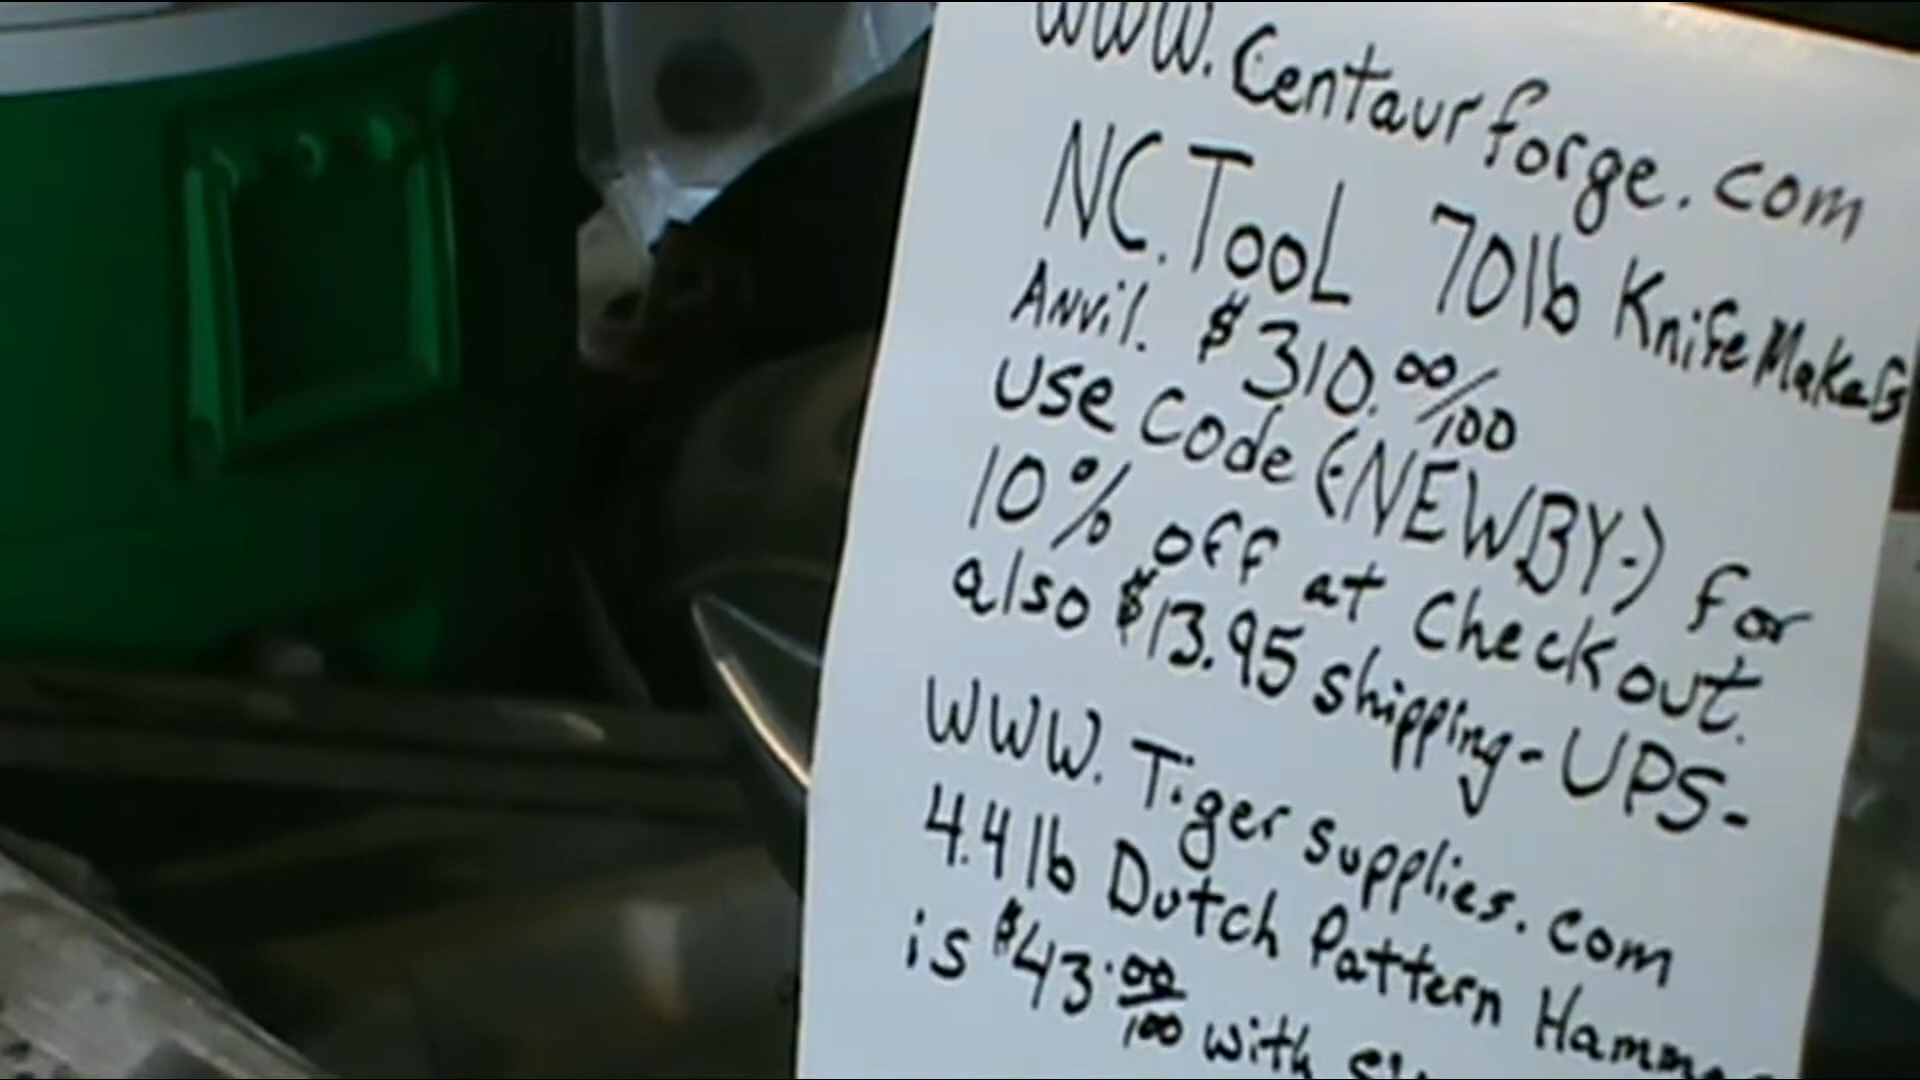 www.Centaurforge.com
NC.TooL 70lb KnifeMakers
Anvil. $310.00/100
use code (-NEWBY-) for
10% off at Checkout.
also $13.95 shipping-UPS-
www.Tigersupplies.com
4.4lb Dutch Pattern
is $43.00/100 with